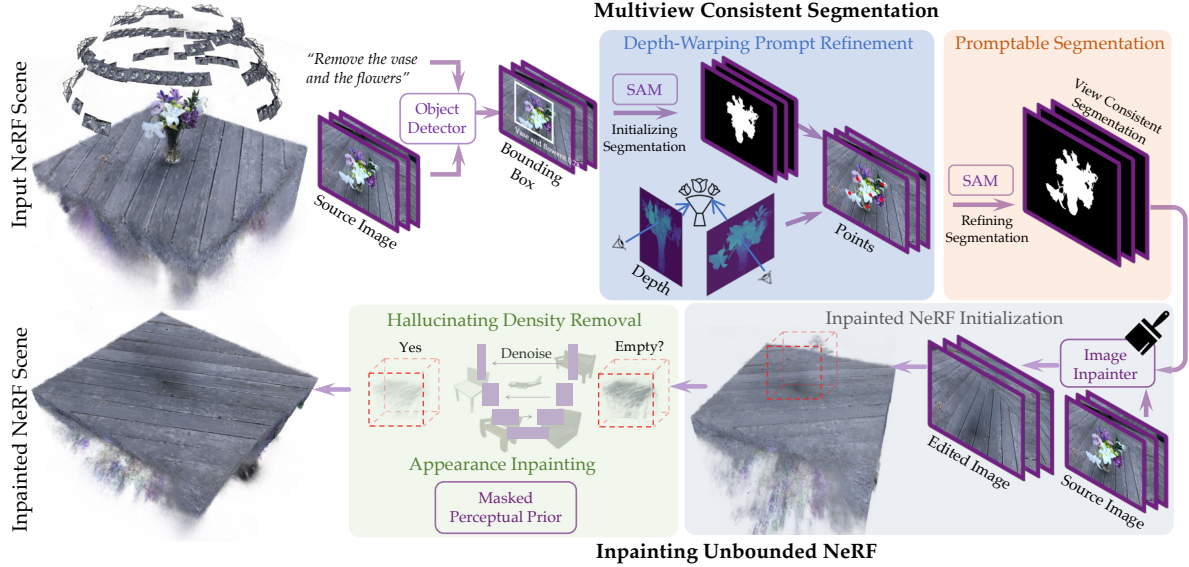 Multiview Consistent Segmentation
Input NeRF Scene
"Remove the vase
and the flowers"
Object
Detector
Source Image
Vase and flowers:
Bounding
Box
Depth-Warping Prompt Refinement
SAM
Initializing
Segmentation
Depth
Points
Promptable Segmentation
SAM
Refining
Segmentation
View Consistent
Segmentation
Inpainted NeRF Scene
Hallucinating Density Removal
Yes
Denoise
Empty?
Appearance Inpainting
Masked
Perceptual Prior
Inpainted NeRF Initialization
Image
Inpainter
Edited Image
Source Image
Inpainting Unbounded NeRF